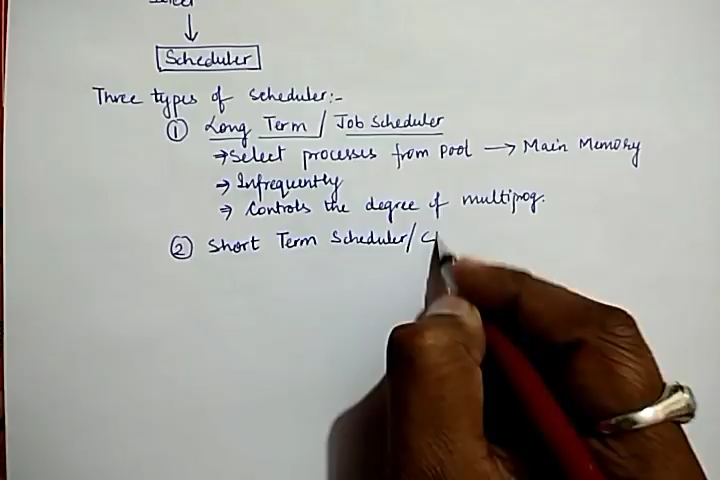 Select
Scheduler
Three types of scheduler:-
① Long Term / Job Scheduler
⇒ Select processes from pool → Main Memory
⇒ Infrequently
⇒ Controls the degree of multiprog.
② Short Term Scheduler/ C